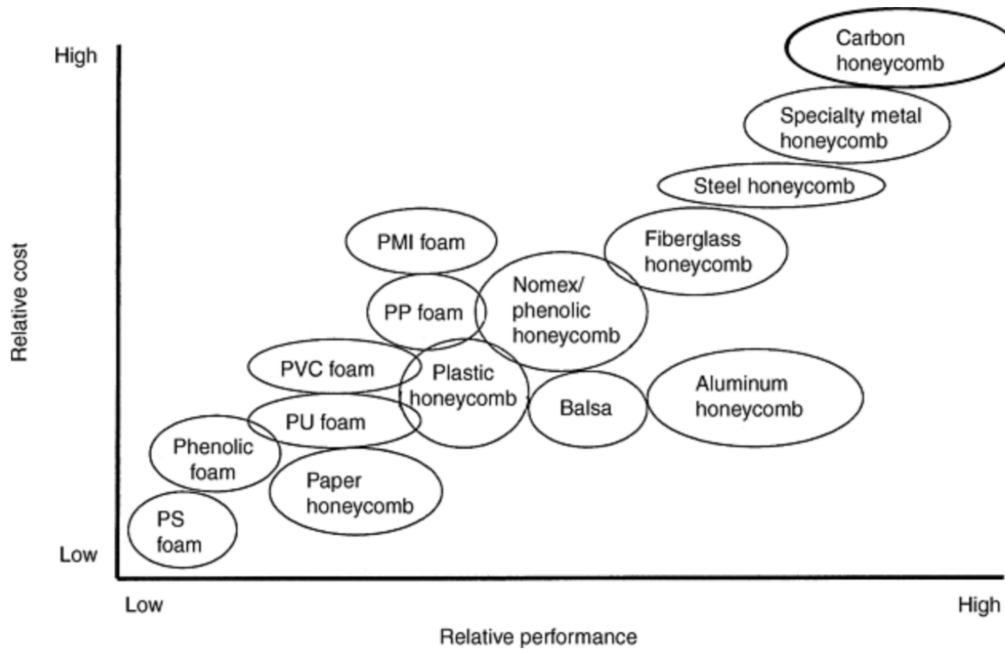 High
Carbon
honeycomb
Specialty metal
honeycomb
Steel honeycomb
PMI foam
Fiberglass
honeycomb
Relative cost
PP foam
Nomex/
phenolic
honeycomb
PVC foam
Plastic
honeycomb
Balsa
Aluminum
honeycomb
PU foam
Phenolic
foam
Paper
honeycomb
PS
foam
Low
Low
High
Relative performance